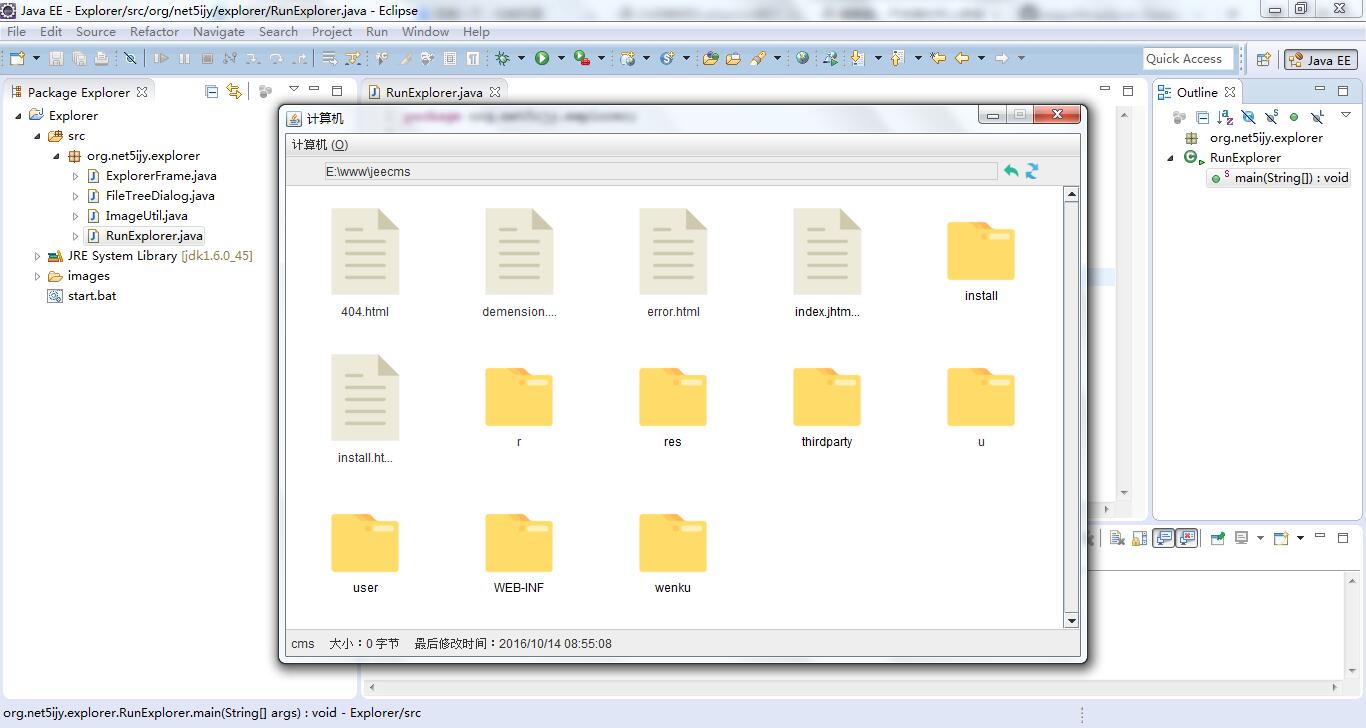 Java EE - Explorer/src/org/net5ijy/explorer/RunExplorer.java - Eclipse
File Edit Source Refactor Navigate Search Project Run Window Help
Quick Access
Java EE
Package Explorer
Explorer
src
org.net5ijy.explorer
ExplorerFrame.java
FileTreeDialog.java
ImageUtil.java
RunExplorer.java
JRE System Library [jdk1.6.0_45]
images
start.bat
RunExplorer.java
package org.net5ijy.explorer;
计算机
计算机 (O)
E:\www\jeecms
404.html
demension....
error.html
index.jhtm...
install
install.ht...
r
res
thirdparty
u
user
WEB-INF
wenku
cms 大小：0 字节 最后修改时间：2016/10/14 08:55:08
Outline
org.net5ijy.explorer
RunExplorer
main(String[]) : void
org.net5ijy.explorer.RunExplorer.main(String[] args) : void - Explorer/src